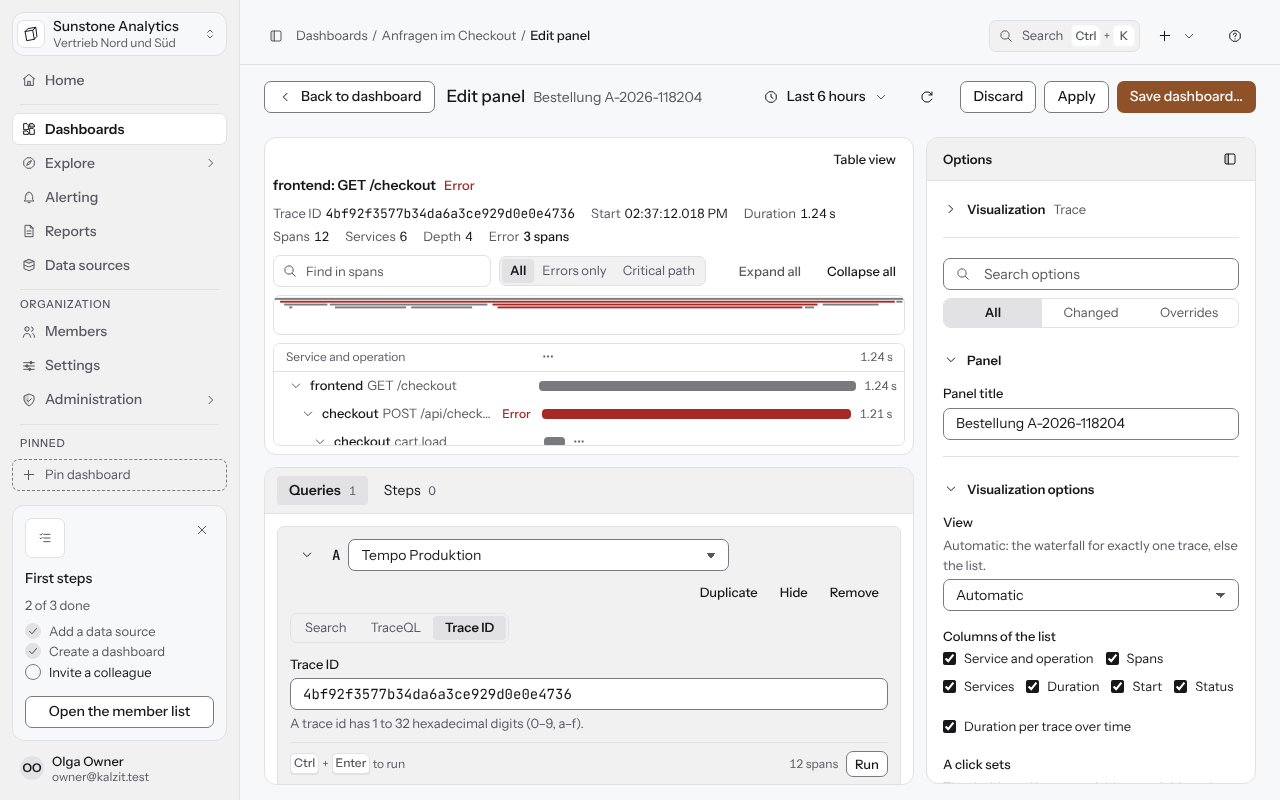 Sunstone Analytics
Vertrieb Nord und Süd
Home
Dashboards
Explore
Alerting
Reports
Data sources
ORGANIZATION
Members
Settings
Administration
PINNED
Pin dashboard
First steps
2 of 3 done
Add a data source
Create a dashboard
Invite a colleague
Open the member list
OO
Olga Owner
owner@kalzit.test
Dashboards / Anfragen im Checkout / Edit panel
Search Ctrl + K
Back to dashboard
Edit panel Bestellung A-2026-118204
Last 6 hours
Discard
Apply
Save dashboard...
Table view
frontend: GET /checkout Error
Trace ID 4bf92f3577b34da6a3ce929d0e0e4736 Start 02:37:12.018 PM Duration 1.24 s
Spans 12 Services 6 Depth 4 Error 3 spans
Find in spans
All Errors only Critical path
Expand all Collapse all
Service and operation ... 1.24 s
frontend GET /checkout 1.24 s
checkout POST /api/check... Error 1.21 s
checkout cart load ...
Queries 1 Steps 0
A Tempo Produktion
Duplicate Hide Remove
Search TraceQL Trace ID
Trace ID
4bf92f3577b34da6a3ce929d0e0e4736
A trace id has 1 to 32 hexadecimal digits (0–9, a–f).
Ctrl + Enter to run 12 spans Run
Options
Visualization Trace
Search options
All Changed Overrides
Panel
Panel title
Bestellung A-2026-118204
Visualization options
View
Automatic: the waterfall for exactly one trace, else
the list.
Automatic
Columns of the list
Service and operation Spans
Services Duration Start Status
Duration per trace over time
A click sets